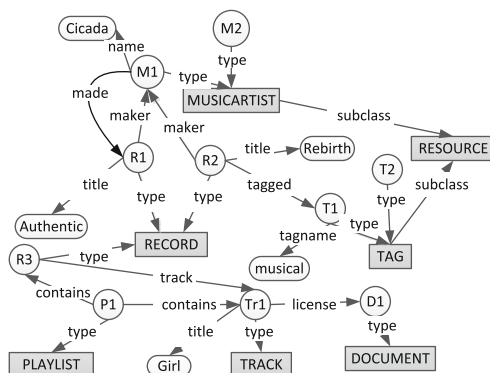 Cicada
M2
name
type
M1
type
made
MUSICARTIST
maker
subclass
maker
R1
R2
title
Rebirth
RESOURCE
T2
title
type
type
tagged
type
subclass
T1
type
Authentic
tagname
RECORD
TAG
R3
type
musical
track
contains
P1
contains
Tr1
license
D1
type
title
type
type
PLAYLIST
Girl
TRACK
DOCUMENT